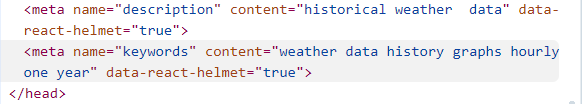 <meta name="description" content="historical weather  data" data-
react-helmet="true">
<meta name="keywords" content="weather data history graphs hourly
one year" data-react-helmet="true">
</head>